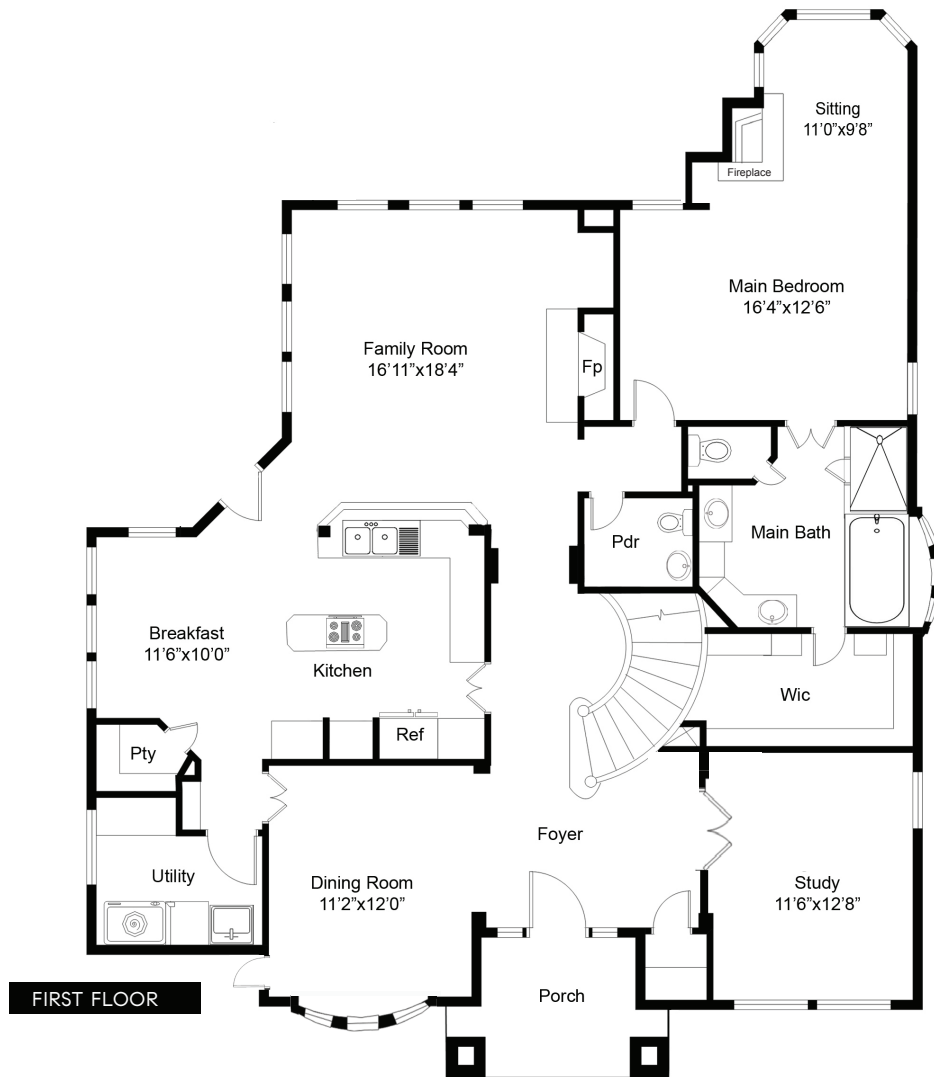 Sitting
11’0”x9’8”
Fireplace
Main Bedroom
16’4”x12’6”
Family Room
16’11”x18’4”
Fp
Main Bath
Pdr
Breakfast
11’6”x10’0”
Kitchen
Wic
Ref
Pty
Foyer
Utility
Dining Room
11’2”x12’0”
Study
11’6”x12’8”
Porch
FIRST FLOOR